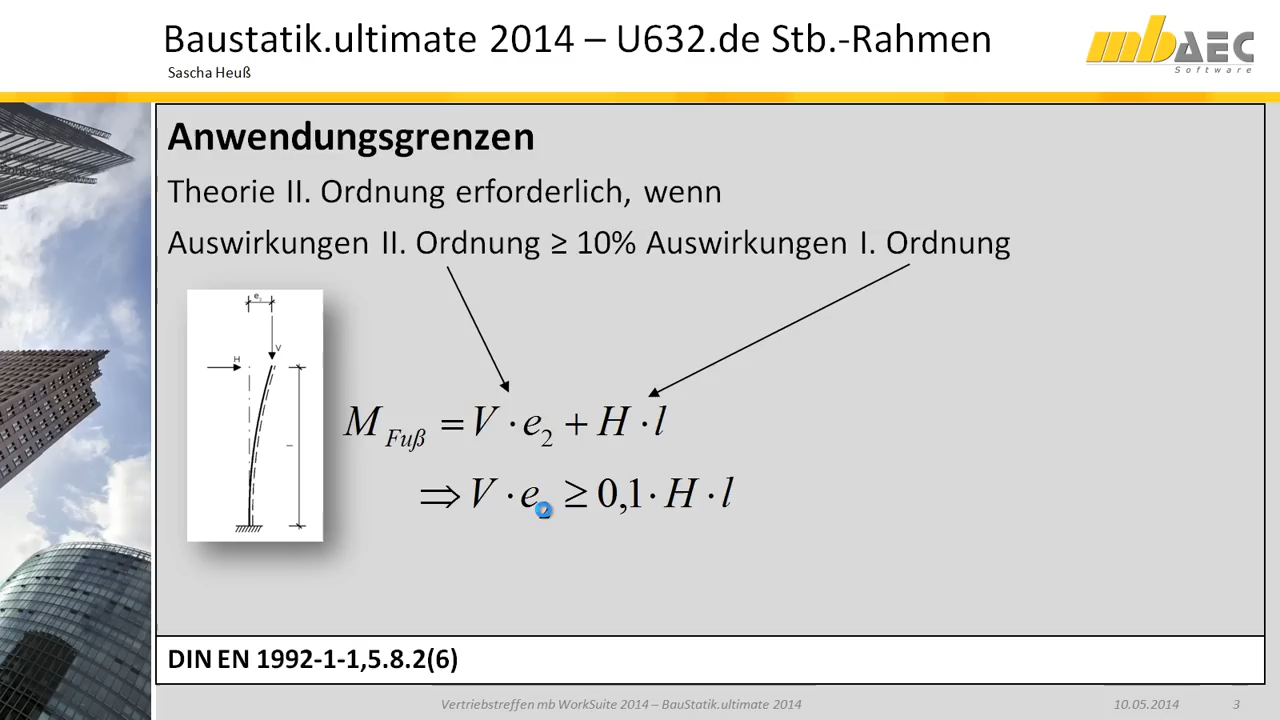 Baustatik.ultimate 2014 – U632.de Stb.-Rahmen
Sascha Heuß
mb AEC
Software
Anwendungsgrenzen
Theorie II. Ordnung erforderlich, wenn
Auswirkungen II. Ordnung ≥ 10% Auswirkungen I. Ordnung
e₂
V
H
l
M_Fuß = V · e₂ + H · l
⇒ V · e ≥ 0,1 · H · l
DIN EN 1992-1-1,5.8.2(6)
Vertriebstreffen mb WorkSuite 2014 – BauStatik.ultimate 2014
10.05.2014
3